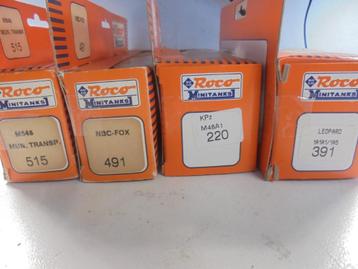 515
491
Roco
MINITANKS
M548
MUN. TRANSP.
515
Roco
MINITANKS
NBC-FOX
491
Roco
MINITANKS
KPz
M48A1
220
Roco
MINITANKS
LEOPARD
391